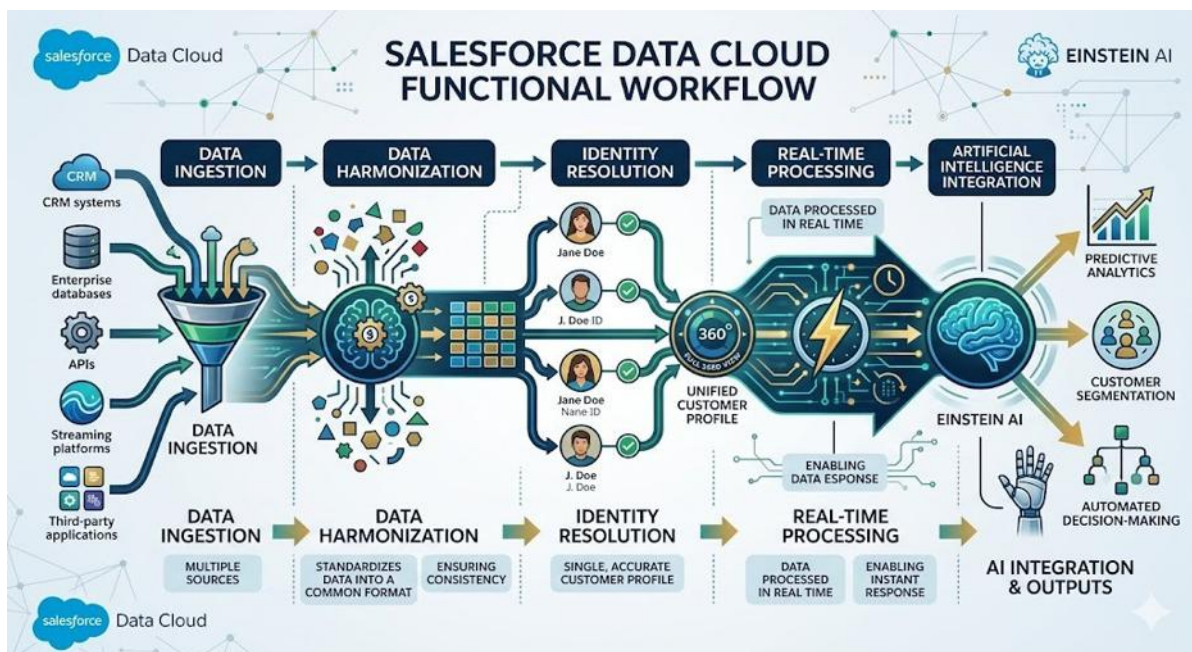 salesforce Data Cloud
SALESFORCE DATA CLOUD
FUNCTIONAL WORKFLOW
EINSTEIN AI
DATA
INGESTION
DATA
HARMONIZATION
IDENTITY
RESOLUTION
REAL-TIME
PROCESSING
ARTIFICIAL
INTELLIGENCE
INTEGRATION
CRM
CRM systems
Enterprise
databases
APIs
Streaming
platforms
Third-party
applications
DATA
INGESTION
$
$
Jane Doe
J. Doe ID
Jane Doe
Nane ID
J. Doe
J. Doe
360°
UNIFIED
CUSTOMER
PROFILE
DATA PROCESSED
IN REAL TIME
ENABLING
DATA ESPONSE
EINSTEIN AI
PREDICTIVE
ANALYTICS
CUSTOMER
SEGMENTATION
AUTOMATED
DECISION-MAKING
DATA
INGESTION
MULTIPLE
SOURCES
DATA
HARMONIZATION
STANDARDIZES
DATA INTO A
COMMON FORMAT
ENSURING
CONSISTENCY
IDENTITY
RESOLUTION
SINGLE, ACCURATE
CUSTOMER PROFILE
REAL-TIME
PROCESSING
DATA
PROCESSED
IN REAL TIME
ENABLING
INSTANT
RESPONSE
AI INTEGRATION
& OUTPUTS
salesforce Data Cloud